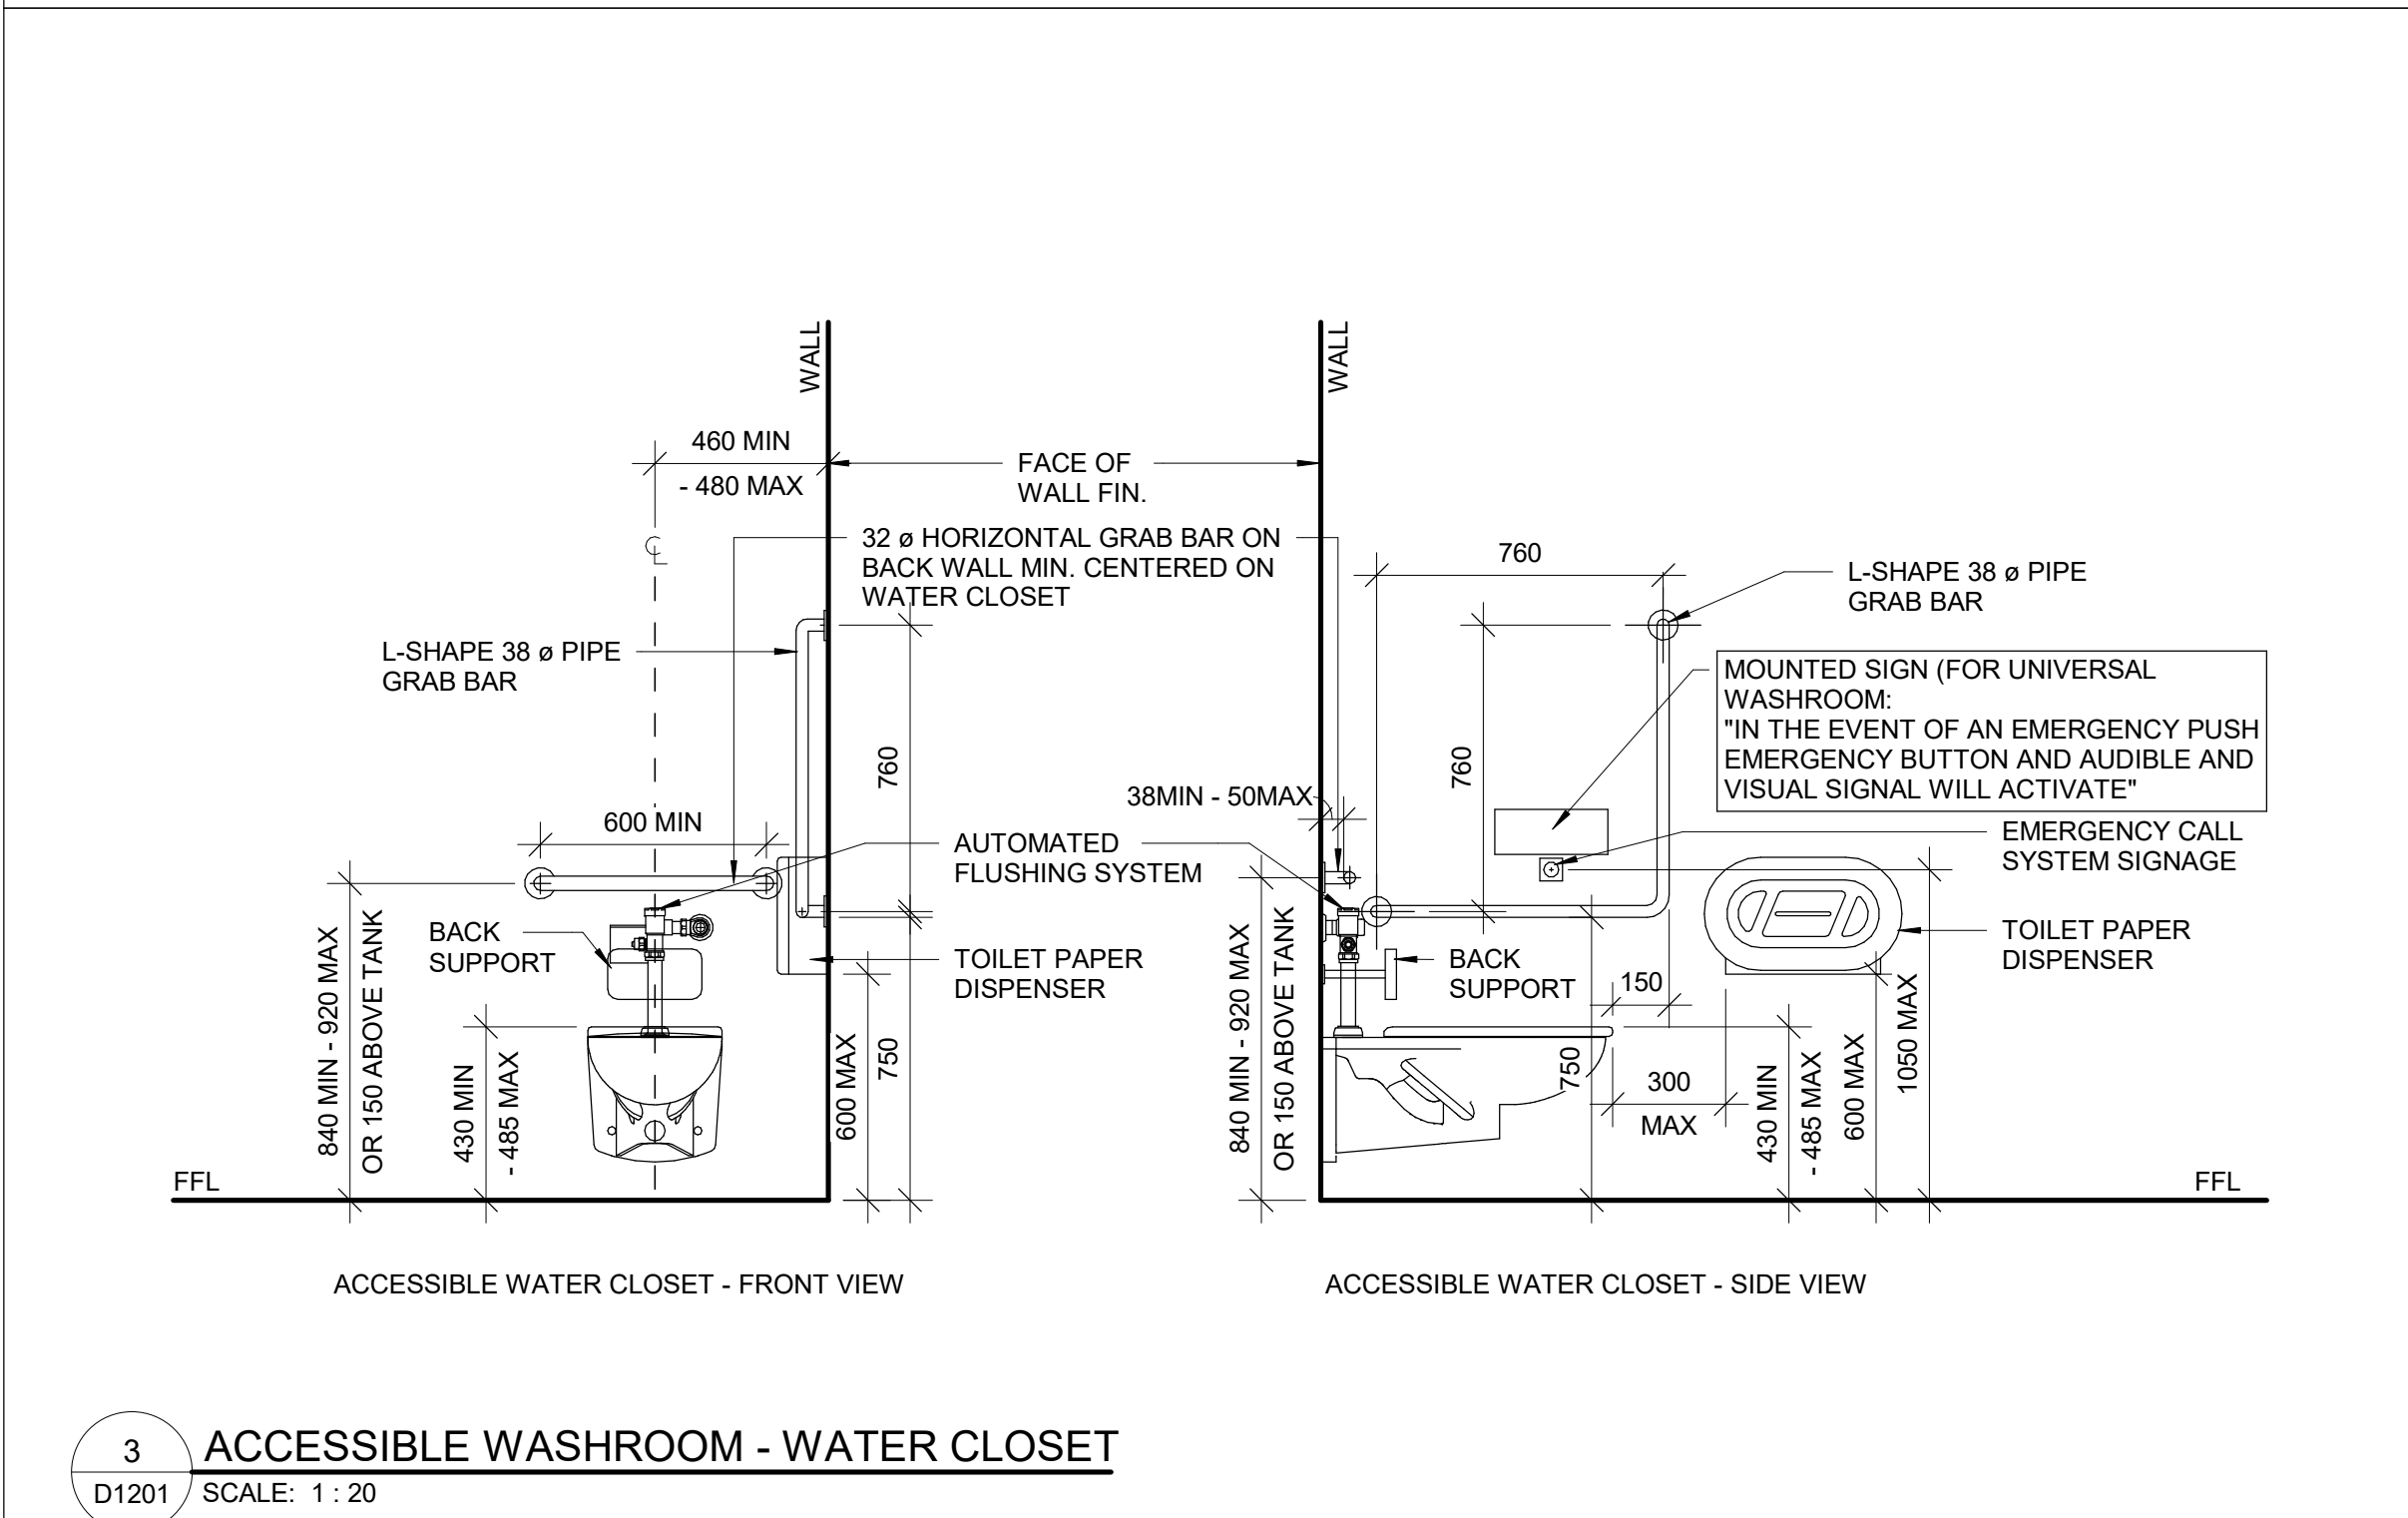 WALL
WALL
460 MIN
- 480 MAX
FACE OF
WALL FIN.
℄
32 ø HORIZONTAL GRAB BAR ON
BACK WALL MIN. CENTERED ON
WATER CLOSET
760
L-SHAPE 38 ø PIPE
GRAB BAR
L-SHAPE 38 ø PIPE
GRAB BAR
MOUNTED SIGN (FOR UNIVERSAL
WASHROOM:
"IN THE EVENT OF AN EMERGENCY PUSH
EMERGENCY BUTTON AND AUDIBLE AND
VISUAL SIGNAL WILL ACTIVATE"
760
760
38MIN - 50MAX
600 MIN
AUTOMATED
FLUSHING SYSTEM
EMERGENCY CALL
SYSTEM SIGNAGE
BACK
SUPPORT
TOILET PAPER
DISPENSER
BACK
SUPPORT
150
TOILET PAPER
DISPENSER
840 MIN - 920 MAX
OR 150 ABOVE TANK
430 MIN
- 485 MAX
600 MAX
750
840 MIN - 920 MAX
OR 150 ABOVE TANK
750
300
MAX
430 MIN
- 485 MAX
600 MAX
1050 MAX
FFL
FFL
ACCESSIBLE WATER CLOSET - FRONT VIEW
ACCESSIBLE WATER CLOSET - SIDE VIEW
3
D1201
ACCESSIBLE WASHROOM - WATER CLOSET
SCALE: 1 : 20